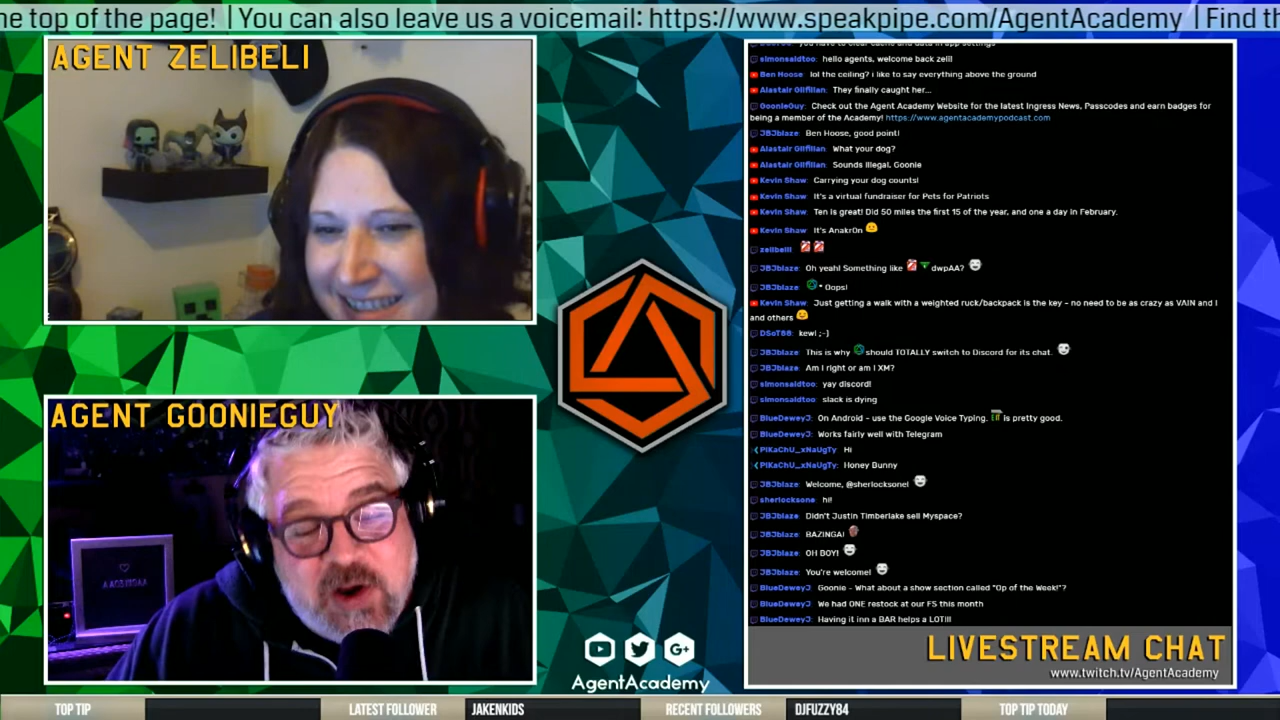 ne top of the page! | You can also leave us a voicemail: https://www.speakpipe.com/AgentAcademy | Find th
AGENT ZELIBELI
AGENT GOONIEGUY
AgentAcademy
you have to clear cache and data in app settings
simonsaidtoo: hello agents, welcome back zeli!
Ben Hoose lol the ceiling? i like to say everything above the ground
Alastair Gilfillan They finally caught her...
GoonieGuy: Check out the Agent Academy Website for the latest Ingress News, Passcodes and earn badges for
being a member of the Academy! https://www.agentacademypodcast.com
JBJblaze: Ben Hoose, good point!
Alastair Gilfillan What your dog?
Alastair Gilfillan Sounds illegal, Goonie
Kevin Shaw: Carrying your dog counts!
Kevin Shaw: It's a virtual fundraiser for Pets for Patriots
Kevin Shaw: Ten is great! Did 50 miles the first 15 of the year, and one a day in February.
Kevin Shaw: It's Anakr0n
zelibeli!
JBJblaze: Oh yeah! Something like dwpAA?
JBJblaze: * Oops!
Kevin Shaw: Just getting a walk with a weighted ruck/backpack is the key - no need to be as crazy as VAIN and I
and others
DSoT88: kewl ;-)
JBJblaze: This is why should TOTALLY switch to Discord for its chat.
JBJblaze: Am I right or am I XM?
simonsaidtoo: yay discord!
simonsaidtoo: slack is dying
BlueDeweyJ: On Android - use the Google Voice Typing. is pretty good.
BlueDeweyJ: Works fairly well with Telegram
PIKaChU_xNaUgTy: Hi
PIKaChU_xNaUgTy: Honey Bunny
JBJblaze: Welcome, @sherlocksone!
sherlocksone: hi!
JBJblaze: Didn't Justin Timberlake sell Myspace?
JBJblaze: BAZINGA!
JBJblaze: OH BOY!
JBJblaze: You're welcome!
BlueDeweyJ Goonie - What about a show section called "Op of the Week!"?
BlueDeweyJ: We had ONE restock at our FS this month
BlueDeweyJ: Having it inn a BAR helps a LOT!!!
LIVESTREAM CHAT
www.twitch.tv/AgentAcademy
TOP TIP
LATEST FOLLOWER JAKENKIDS
RECENT FOLLOWERS DJFUZZY84
TOP TIP TODAY